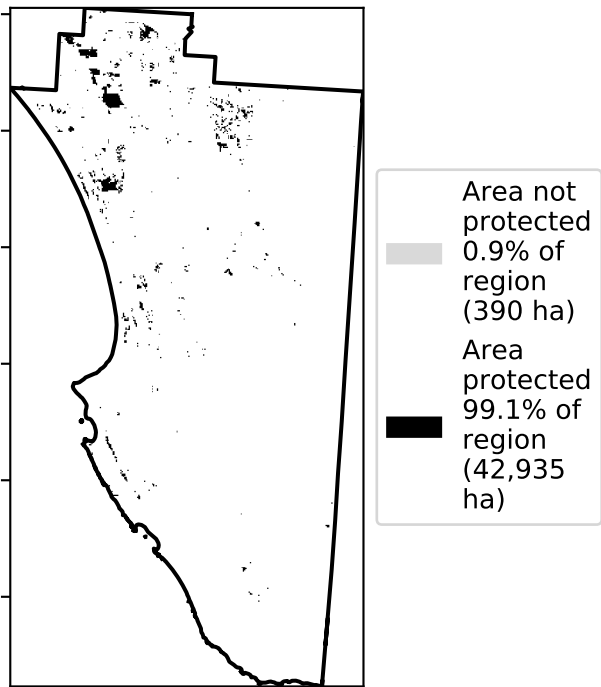 Area not
protected
0.9% of
region
(390 ha)
Area
protected
99.1% of
region
(42,935
ha)